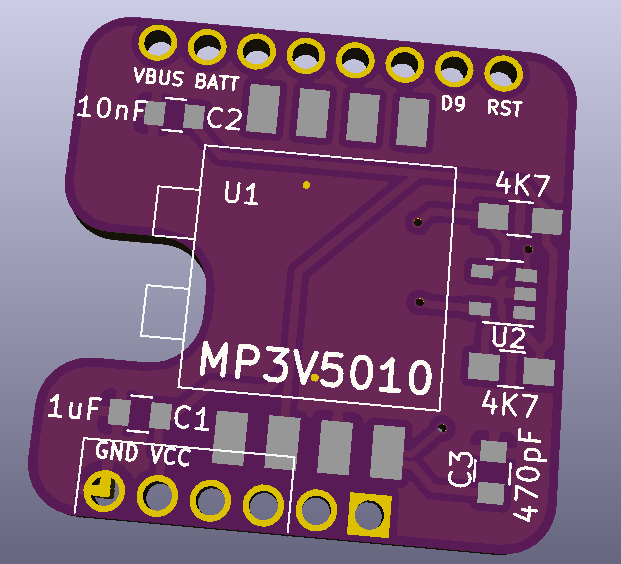 VBUS BATT D9 RST
10nF C2
4K7
U1
U2
MP3V5010
4K7
1uF C1
GND VCC
C3 470pF